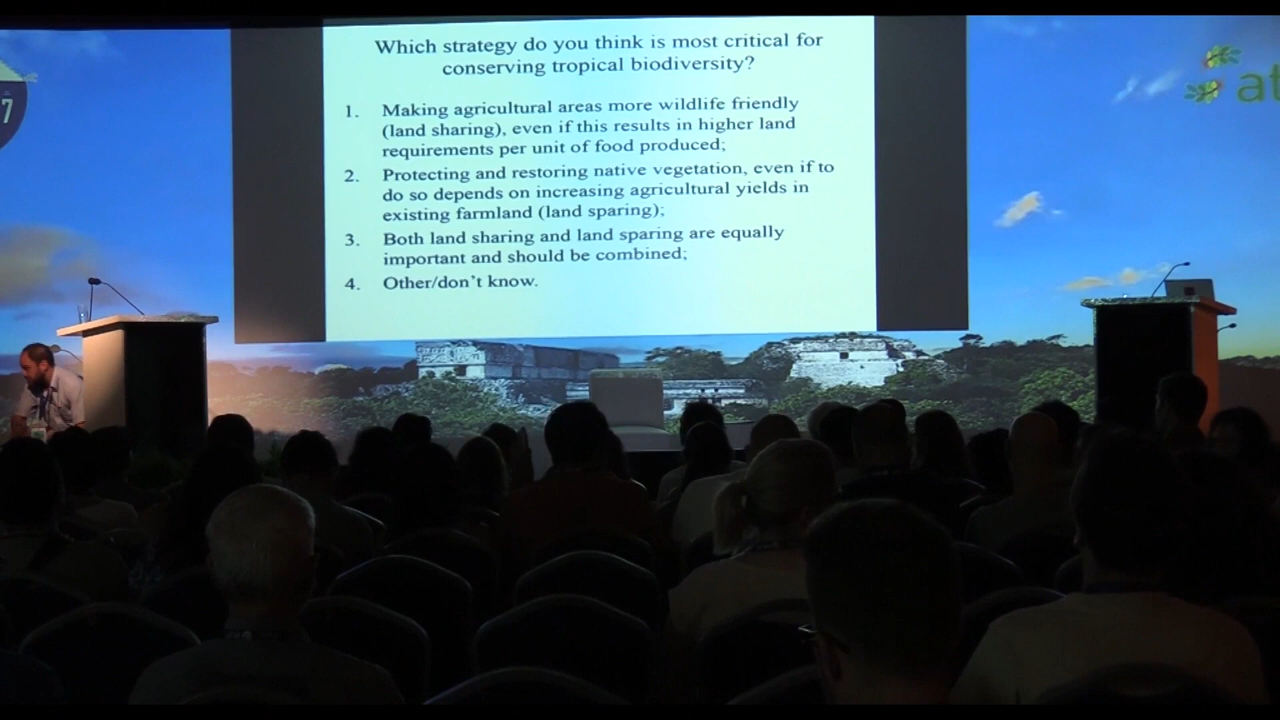 Which strategy do you think is most critical for
conserving tropical biodiversity?
1. Making agricultural areas more wildlife friendly
(land sharing), even if this results in higher land
requirements per unit of food produced;
2. Protecting and restoring native vegetation, even if to
do so depends on increasing agricultural yields in
existing farmland (land sparing);
3. Both land sharing and land sparing are equally
important and should be combined;
4. Other/don't know.
7
at